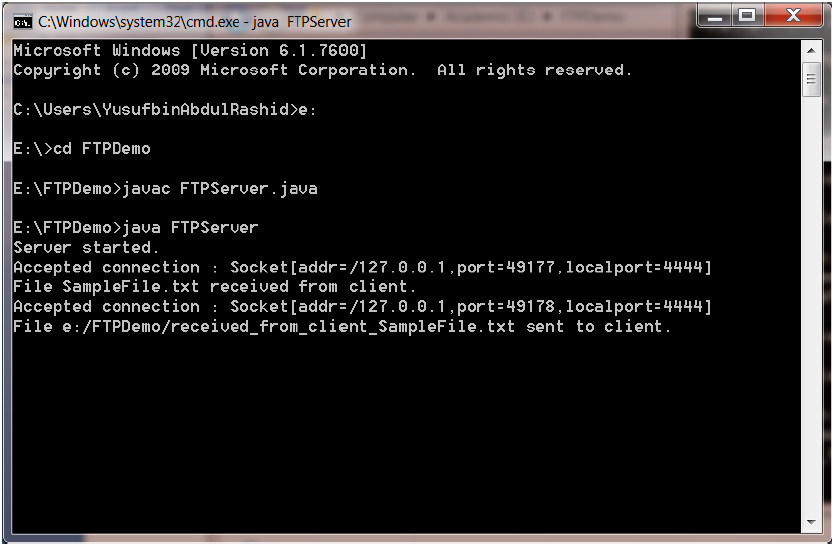 C:\Windows\system32\cmd.exe - java  FTPServer
Microsoft Windows [Version 6.1.7600]
Copyright (c) 2009 Microsoft Corporation.  All rights reserved.
C:\Users\YusufbinAbdulRashid>e:
E:\>cd FTPDemo
E:\FTPDemo>javac FTPServer.java
E:\FTPDemo>java FTPServer
Server started.
Accepted connection : Socket[addr=/127.0.0.1,port=49177,localport=4444]
File SampleFile.txt received from client.
Accepted connection : Socket[addr=/127.0.0.1,port=49178,localport=4444]
File e:/FTPDemo/received_from_client_SampleFile.txt sent to client.